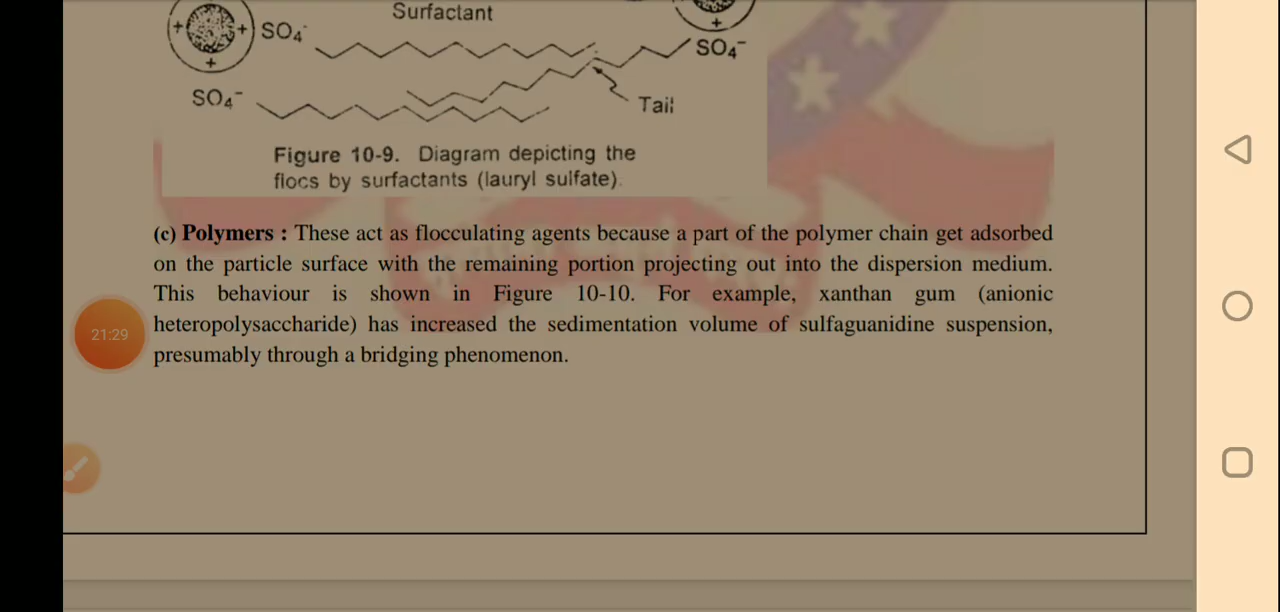 Surfactant
+ + SO₄⁻
+
+
SO₄⁻
SO₄⁻
Tail
Figure 10-9. Diagram depicting the
flocs by surfactants (lauryl sulfate).
(c) Polymers : These act as flocculating agents because a part of the polymer chain get adsorbed
on the particle surface with the remaining portion projecting out into the dispersion medium.
This behaviour is shown in Figure 10-10. For example, xanthan gum (anionic
heteropolysaccharide) has increased the sedimentation volume of sulfaguanidine suspension,
21:29
presumably through a bridging phenomenon.